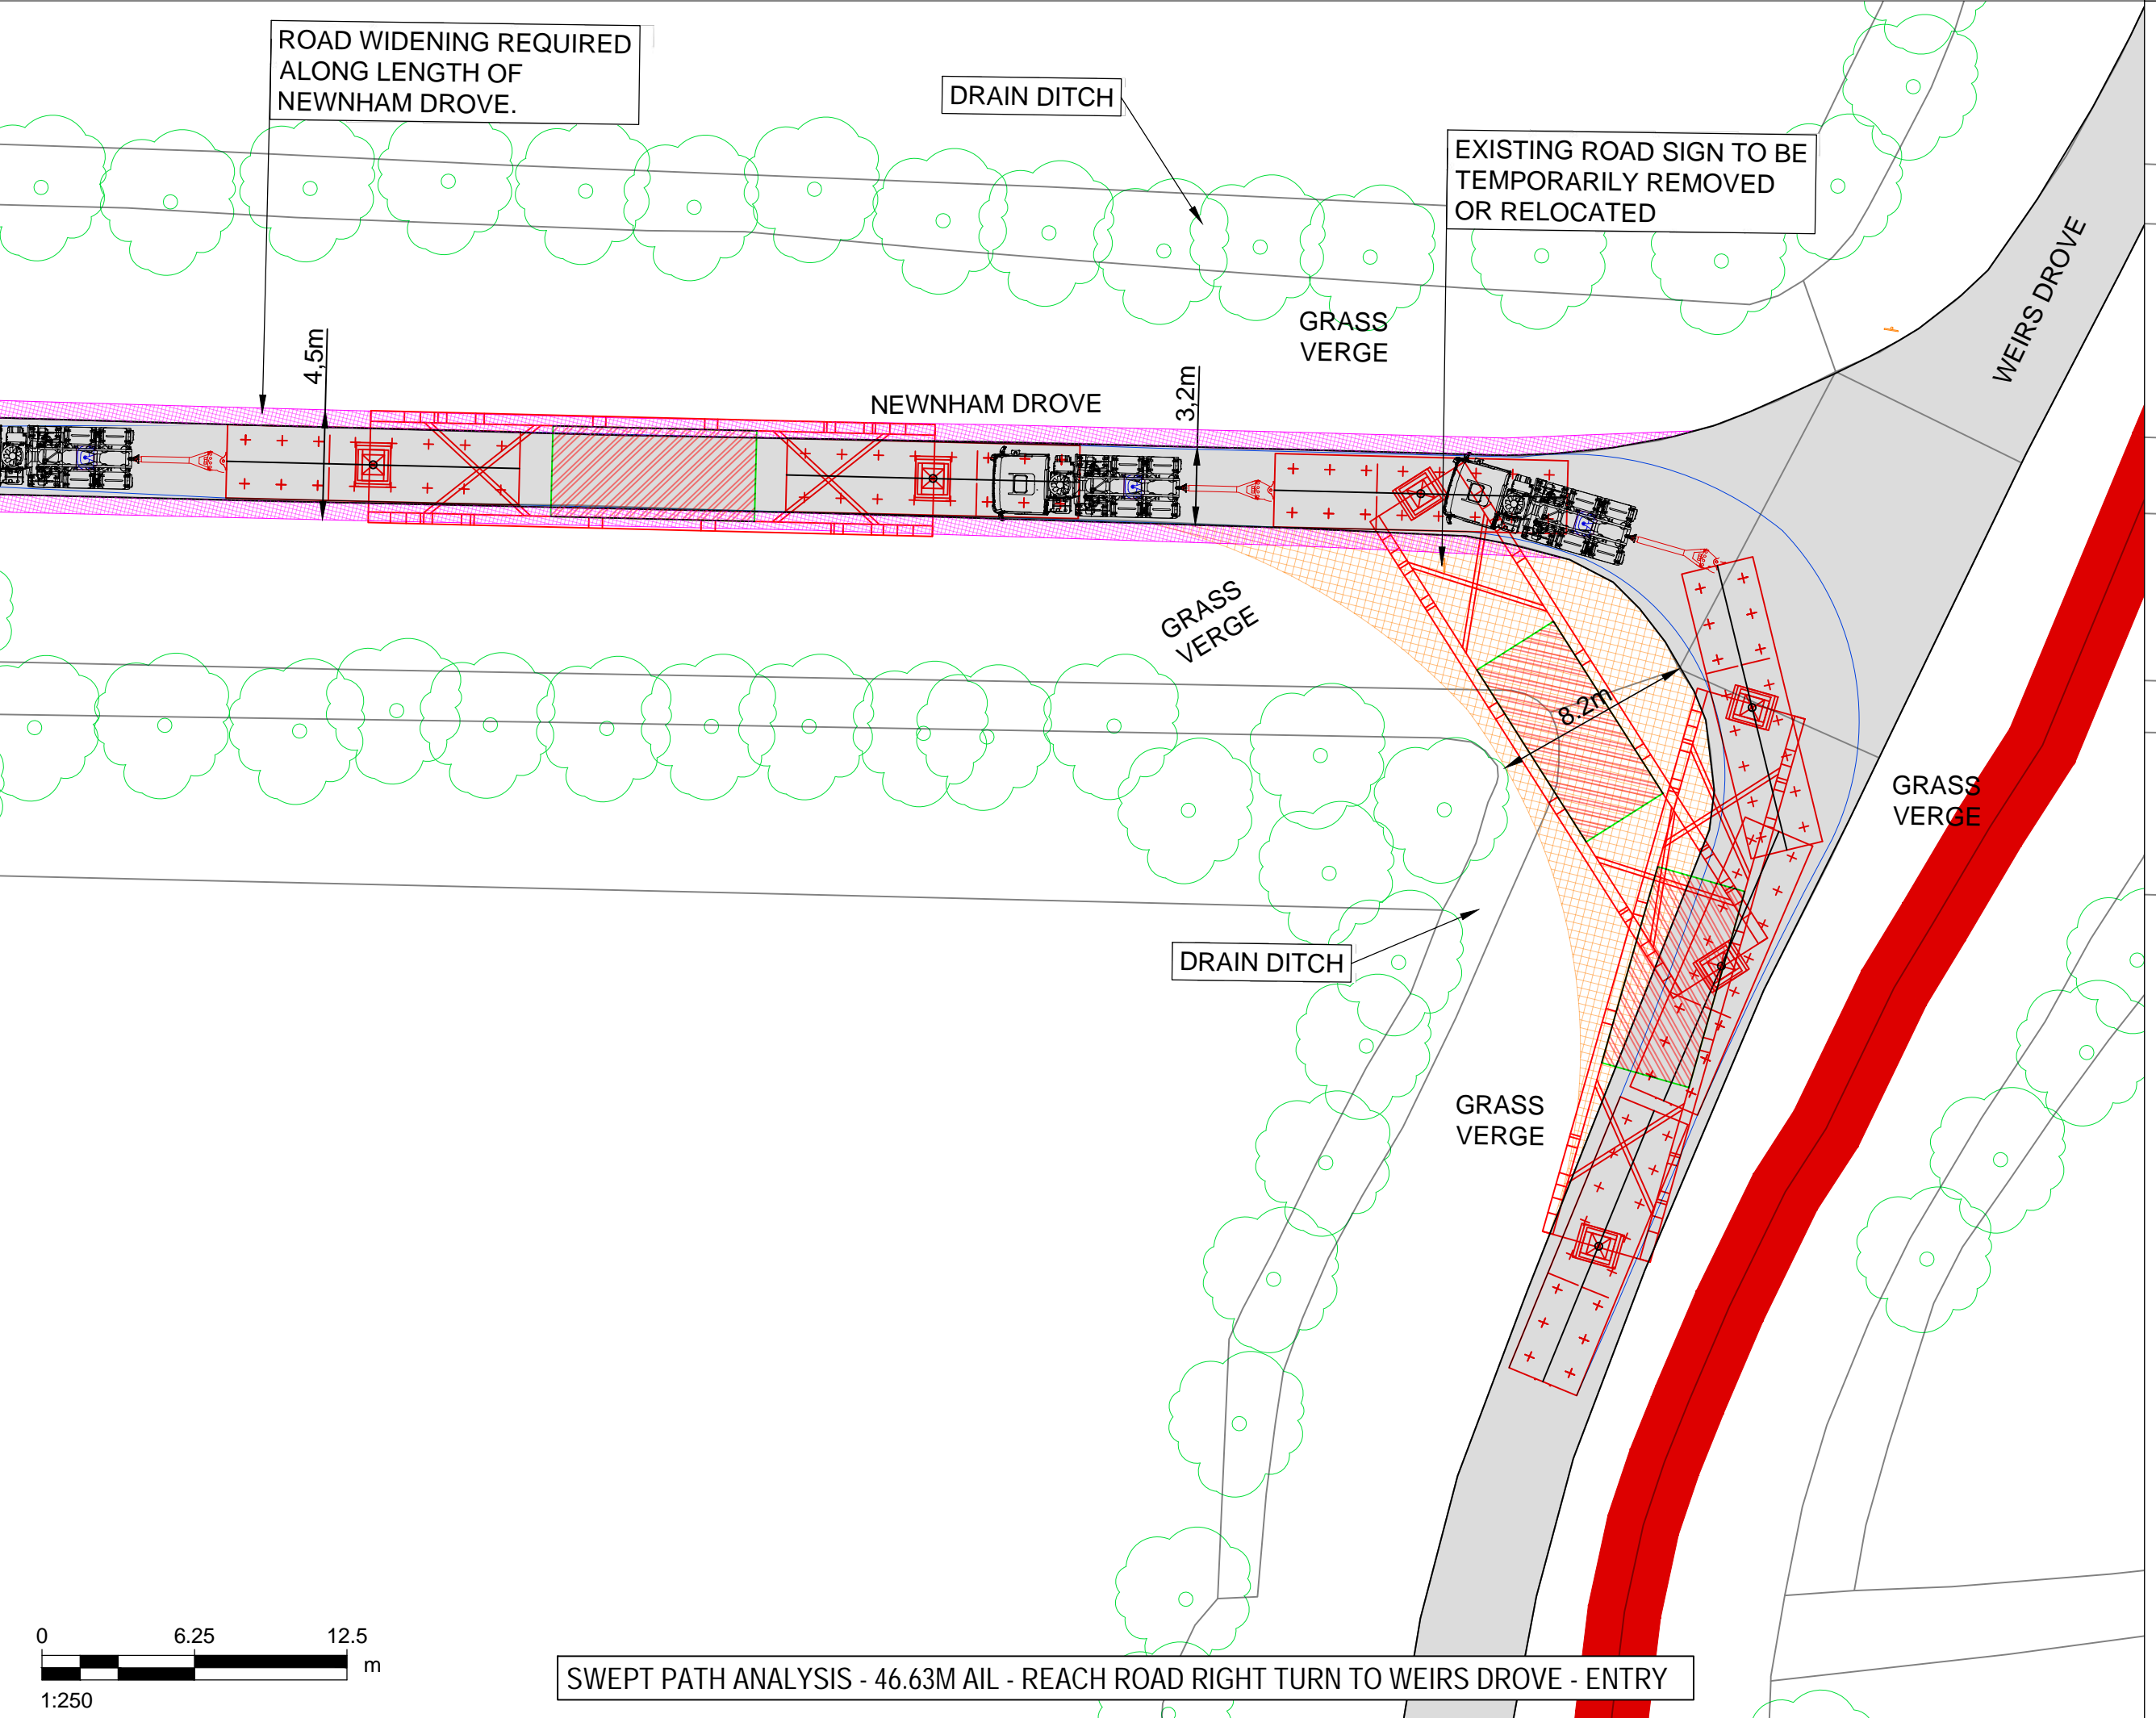 ROAD WIDENING REQUIRED
ALONG LENGTH OF
NEWNHAM DROVE.
DRAIN DITCH
EXISTING ROAD SIGN TO BE
TEMPORARILY REMOVED
OR RELOCATED
WEIRS DROVE
GRASS
VERGE
4,5m
3,2m
NEWNHAM DROVE
GRASS
VERGE
8.2m
GRASS
VERGE
DRAIN DITCH
GRASS
VERGE
0 6.25 12.5
m
1:250
SWEPT PATH ANALYSIS - 46.63M AIL - REACH ROAD RIGHT TURN TO WEIRS DROVE - ENTRY